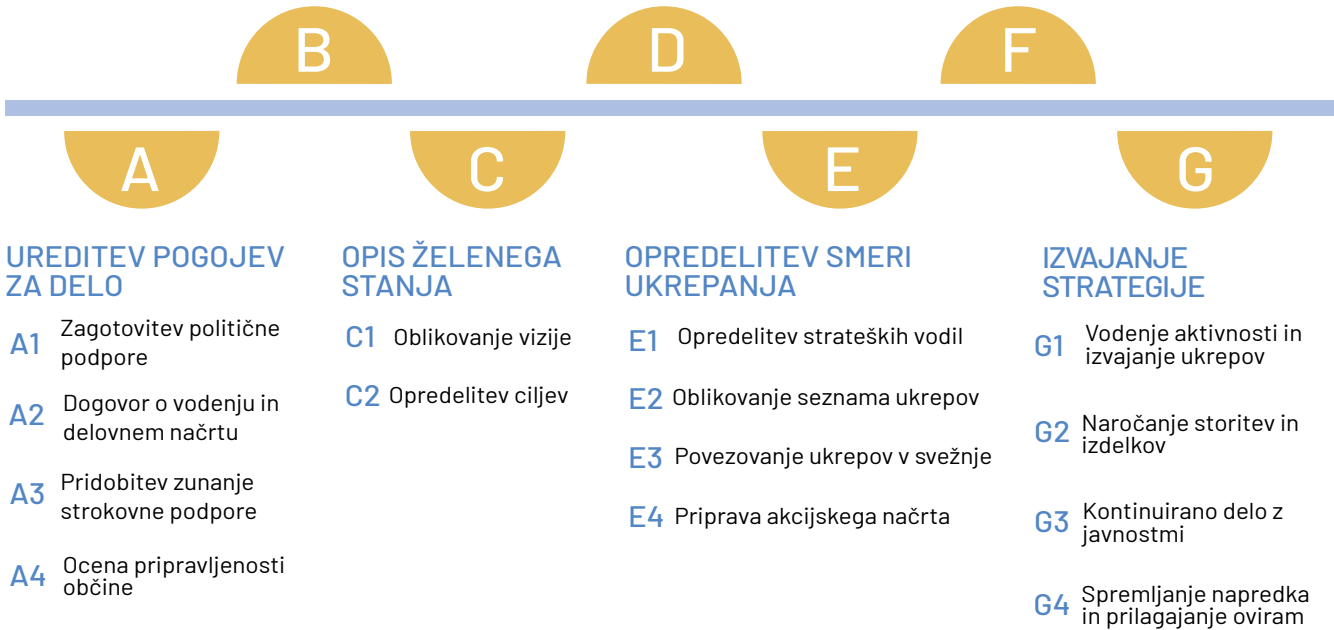 B
D
F
A
C
E
G
UREDITEV POGOJEV
ZA DELO
A1 Zagotovitev politične
podpore
A2 Dogovor o vodenju in
delovnem načrtu
A3 Pridobitev zunanje
strokovne podpore
A4 Ocena pripravljenosti
občine
OPIS ŽELENEGA
STANJA
C1 Oblikovanje vizije
C2 Opredelitev ciljev
OPREDELITEV SMERI
UKREPANJA
E1 Opredelitev strateških vodil
E2 Oblikovanje seznama ukrepov
E3 Povezovanje ukrepov v svežnje
E4 Priprava akcijskega načrta
IZVAJANJE
STRATEGIJE
G1 Vodenje aktivnosti in
izvajanje ukrepov
G2 Naročanje storitev in
izdelkov
G3 Kontinuirano delo z
javnostmi
G4 Spremljanje napredka
in prilagajanje oviram